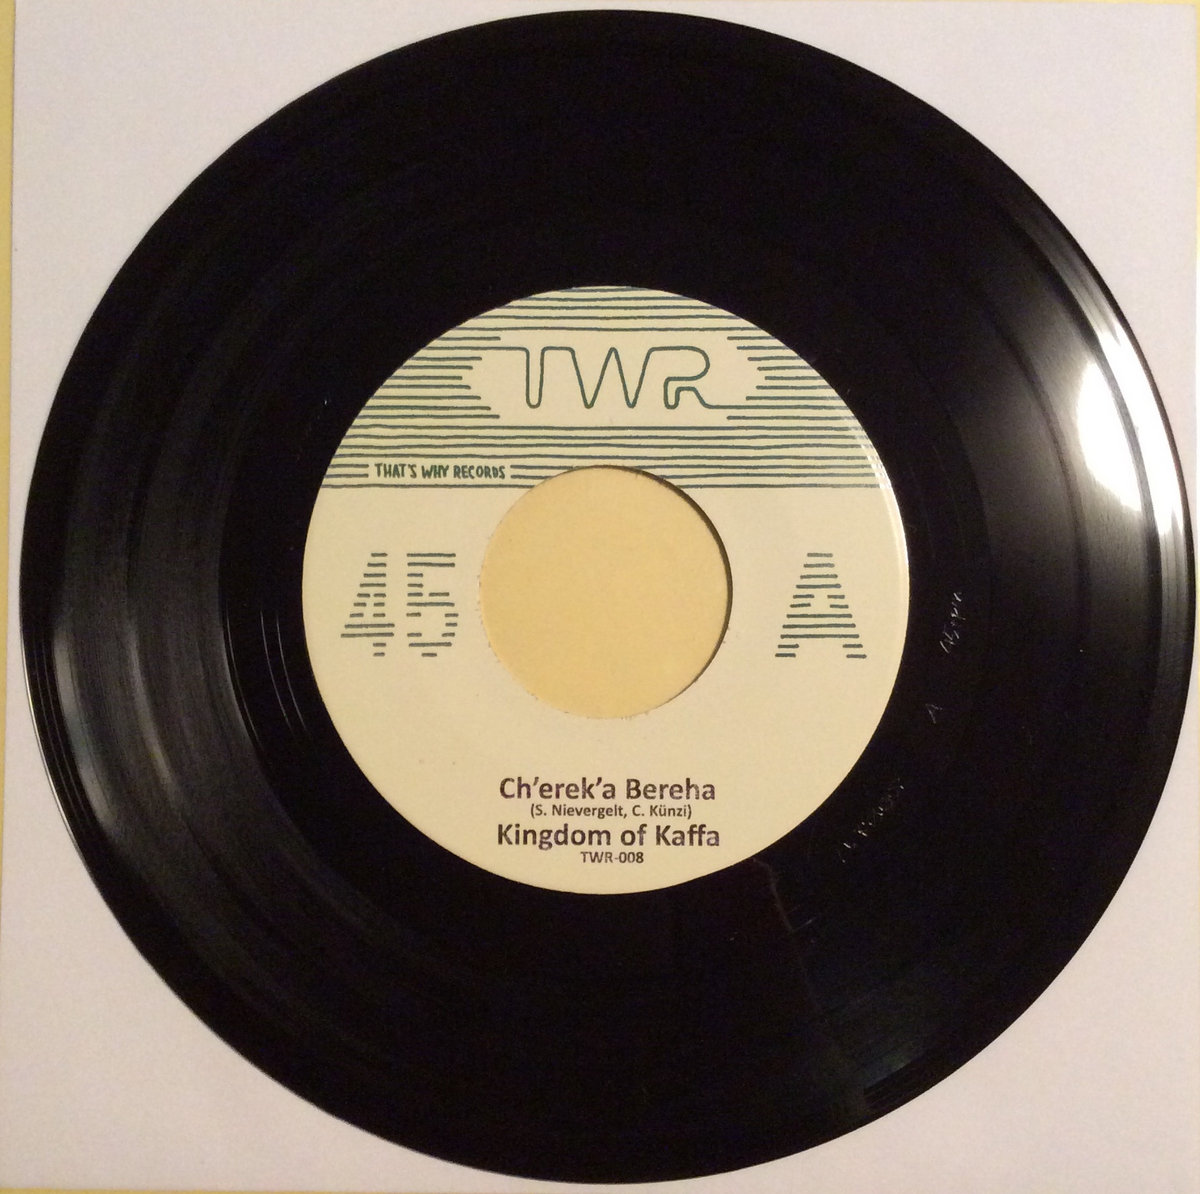 TWR
THAT'S WHY RECORDS
45 A
Ch'erek'a Bereha
(S. Nievergelt, C. Künzi)
Kingdom of Kaffa
TWR-008